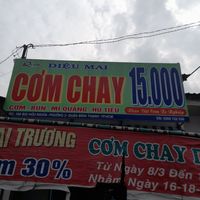 DIỆU MAI
CƠM CHAY 15.000
CƠM - BÚN - MÌ QUẢNG - HỦ TIẾU
TRƯƠNG
CƠM CHAY
m 30%
Từ Ngày 8/3 Đến
Nhằm Ngày 16-18-